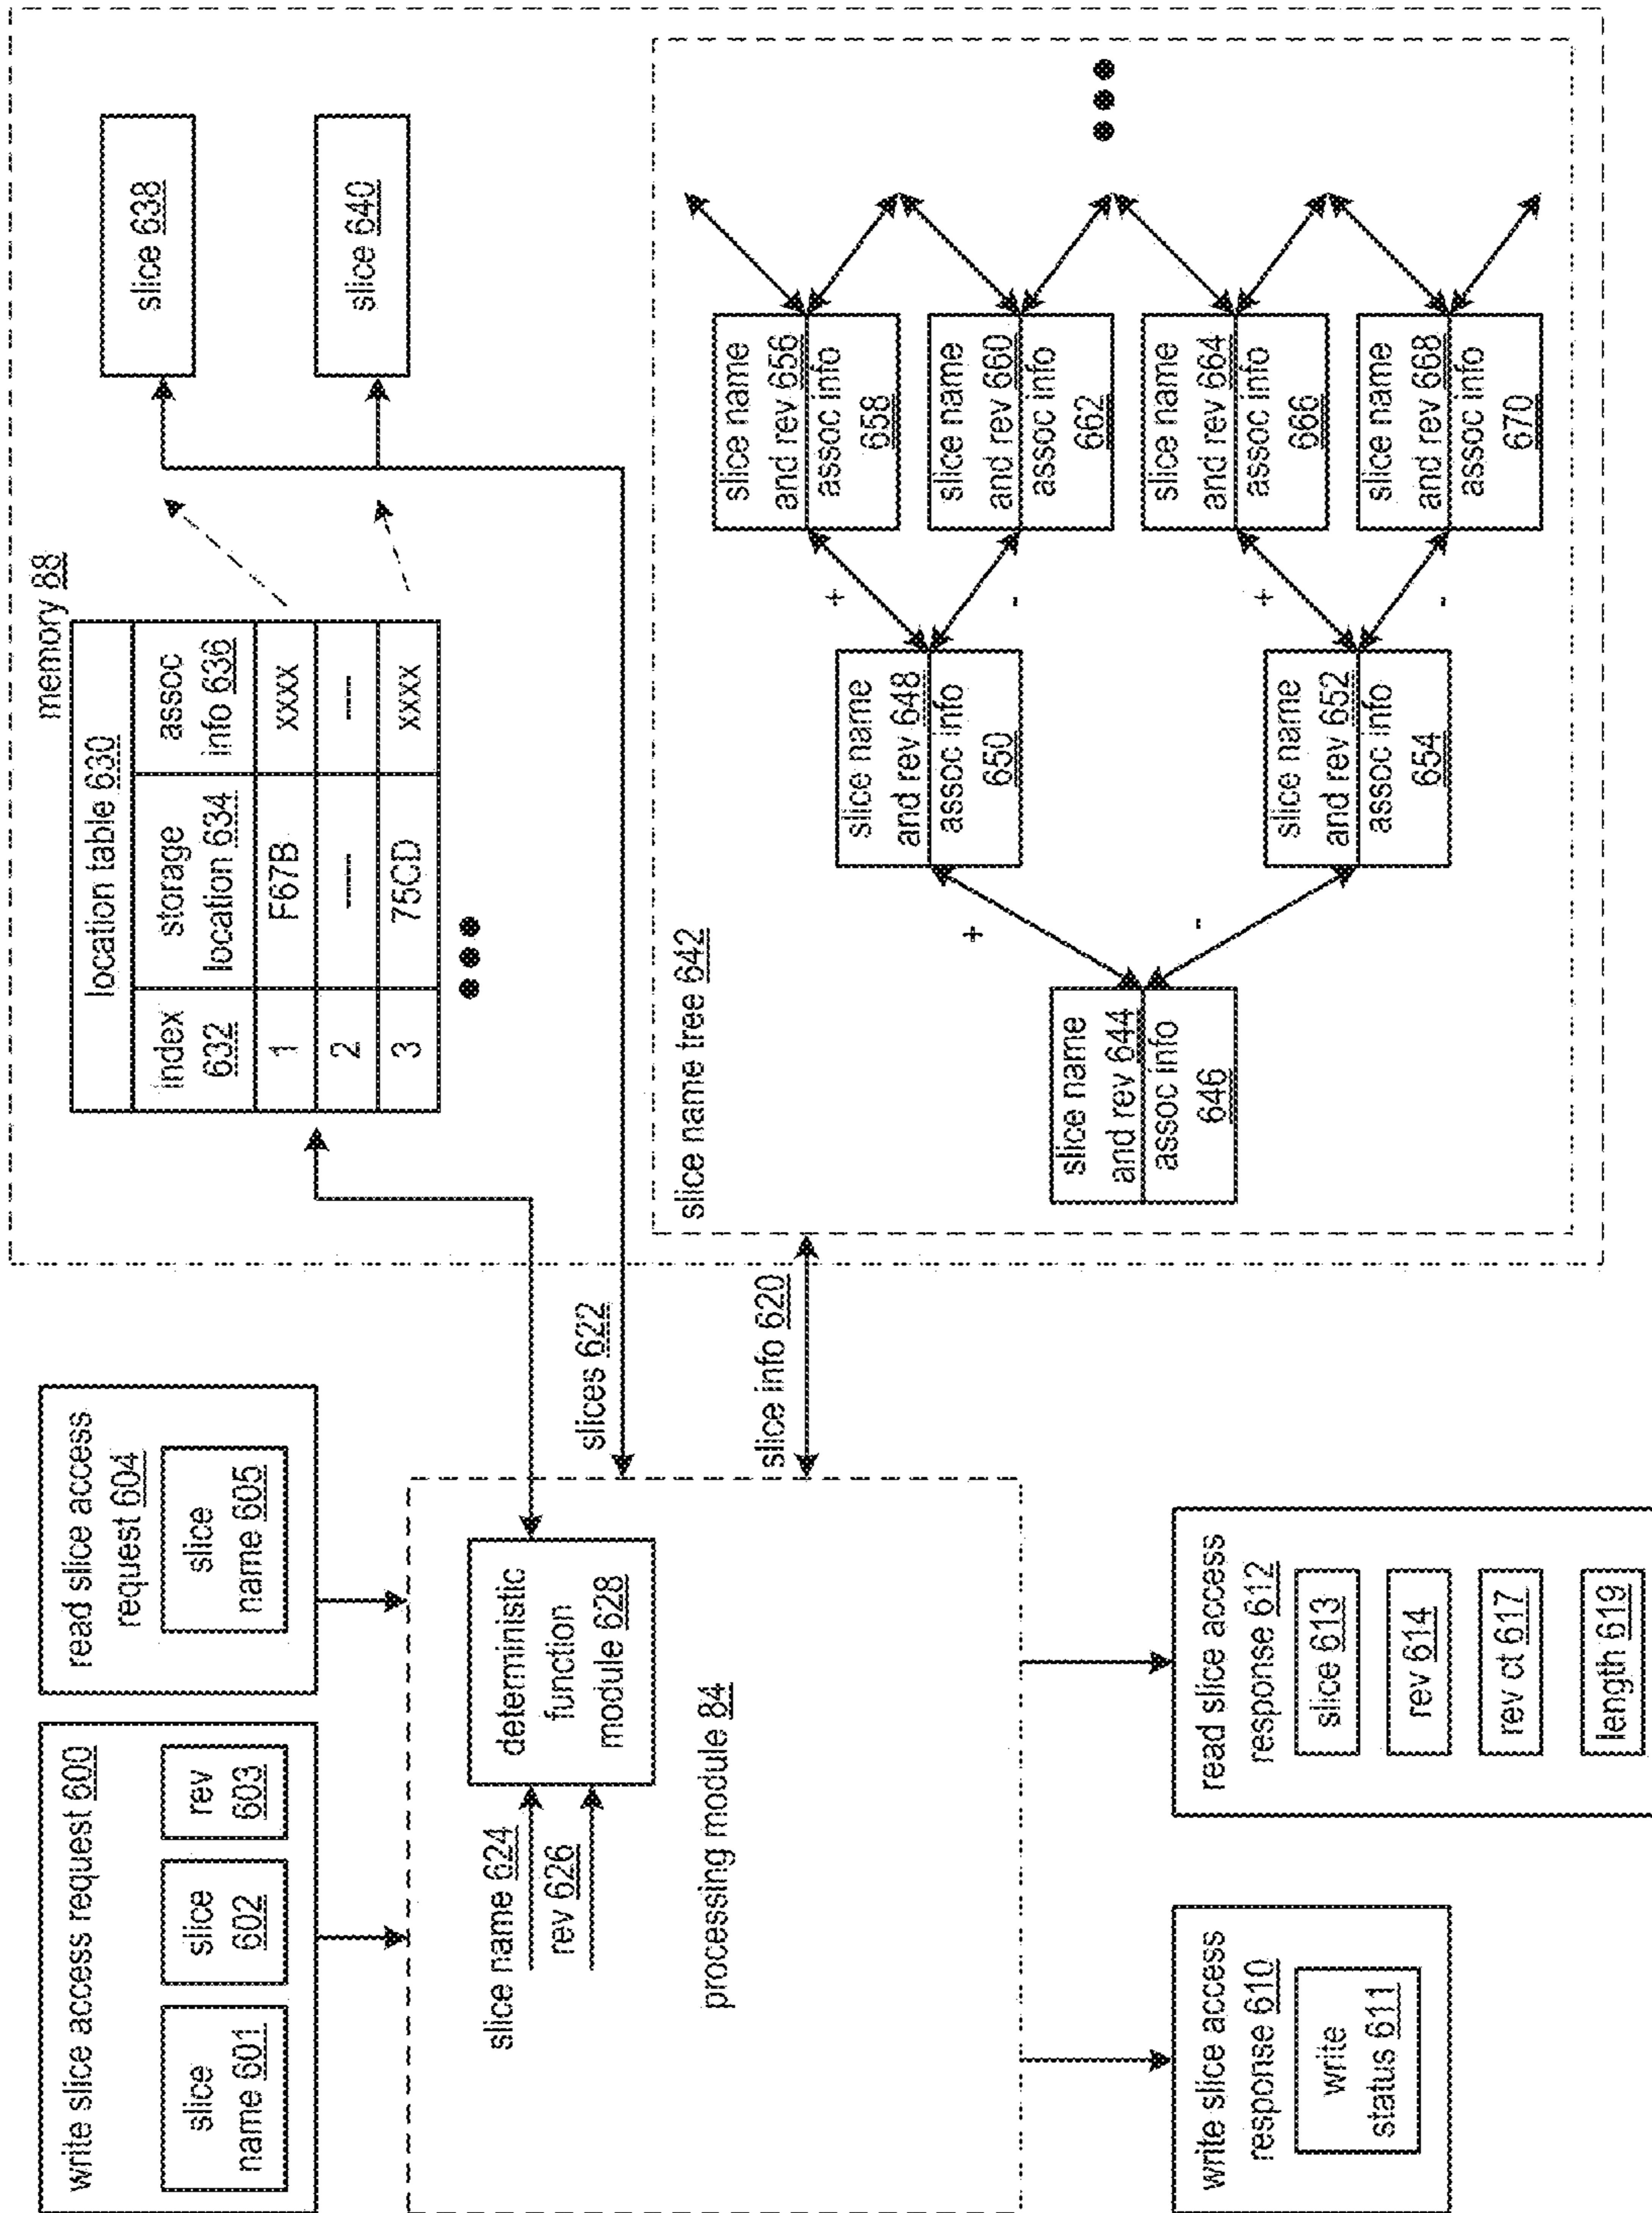 write slice access request 600
slice
name 601
slice
602
rev
603
read slice access
request 604
slice
name 605
slice name 624
rev 626
deterministic
function
module 628
processing module 84
write slice access
response 610
write
status 611
read slice access
response 612
slice 613
rev 614
rev ct 617
length 619
slices 622
slice info 620
memory 88
location table 630
index
632
storage
location 634
assoc
info 636
1
F67B
xxxx
2
----
----
3
75CD
xxxx
slice 638
slice 640
slice name tree 642
slice name
and rev 644
assoc info
646
+
-
slice name
and rev 648
assoc info
650
slice name
and rev 652
assoc info
654
+
-
+
-
slice name
and rev 656
assoc info
658
slice name
and rev 660
assoc info
662
slice name
and rev 664
assoc info
666
slice name
and rev 668
assoc info
670